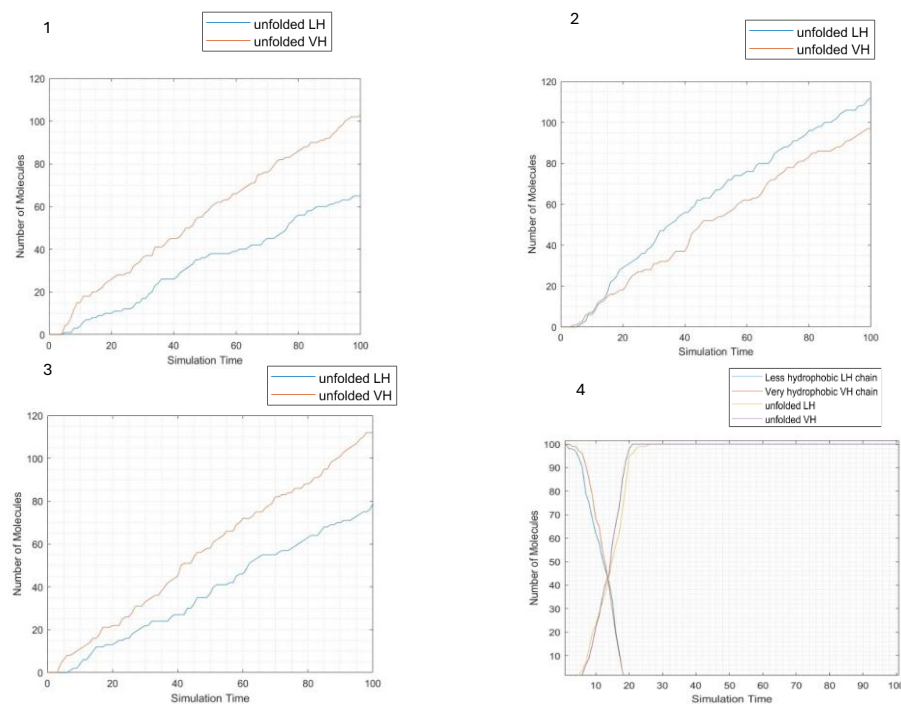 1
unfolded LH
unfolded VH
120
100
80
60
40
20
0
0 20 40 60 80 100
Number of Molecules
Simulation Time
2
unfolded LH
unfolded VH
120
100
80
60
40
20
0
0 20 40 60 80 100
Number of Molecules
Simulation Time
3
unfolded LH
unfolded VH
120
100
80
60
40
20
0
0 20 40 60 80 100
Number of Molecules
Simulation Time
4
Less hydrophobic LH chain
Very hydrophobic VH chain
unfolded LH
unfolded VH
100
90
80
70
60
50
40
30
20
10
10 20 30 40 50 60 70 80 90 100
Number of Molecules
Simulation Time